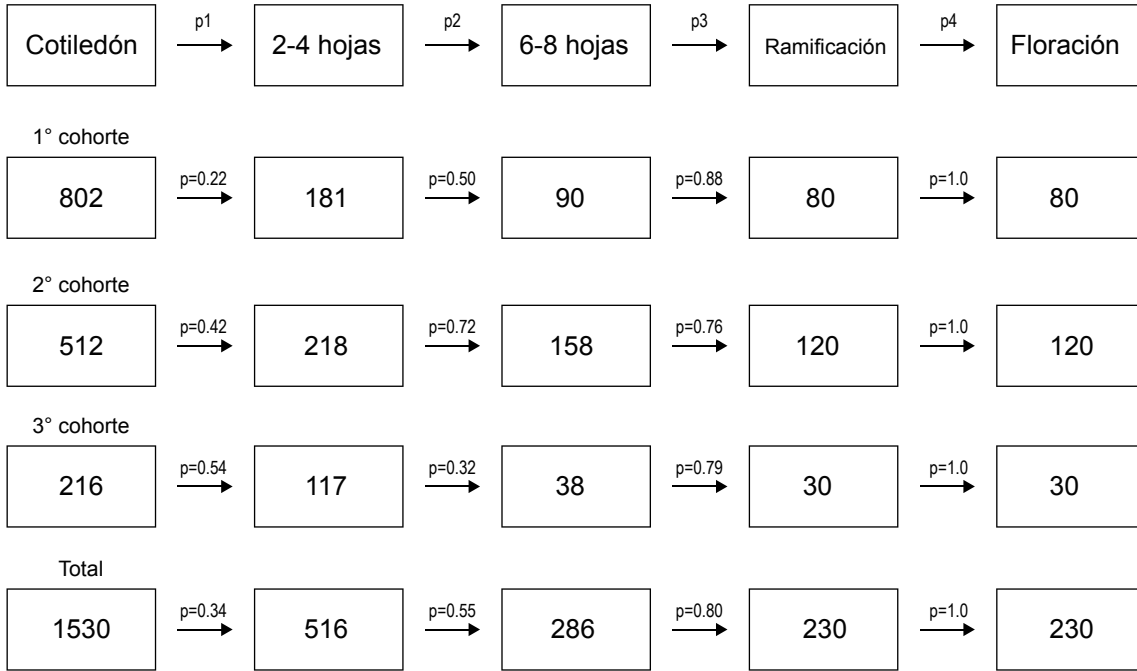 p1 p2 p3 p4
Cotiledón 2-4 hojas 6-8 hojas Ramificación Floración
1° cohorte
p=0.22 p=0.50 p=0.88 p=1.0
802 181 90 80 80
2° cohorte
p=0.42 p=0.72 p=0.76 p=1.0
512 218 158 120 120
3° cohorte
p=0.54 p=0.32 p=0.79 p=1.0
216 117 38 30 30
Total
p=0.34 p=0.55 p=0.80 p=1.0
1530 516 286 230 230